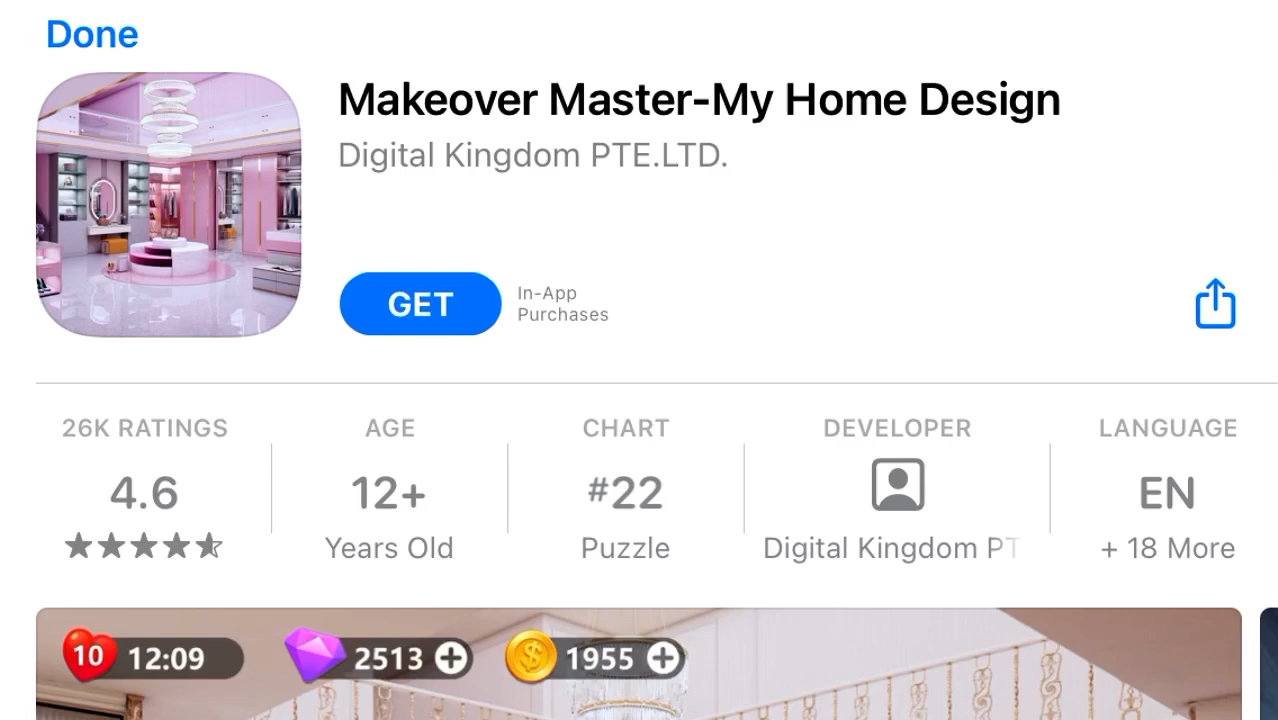 Done
Makeover Master-My Home Design
Digital Kingdom PTE.LTD.
GET
In-App
Purchases
26K RATINGS
4.6
AGE
12+
Years Old
CHART
#22
Puzzle
DEVELOPER
Digital Kingdom PT
LANGUAGE
EN
+ 18 More
10 12:09
2513
1955